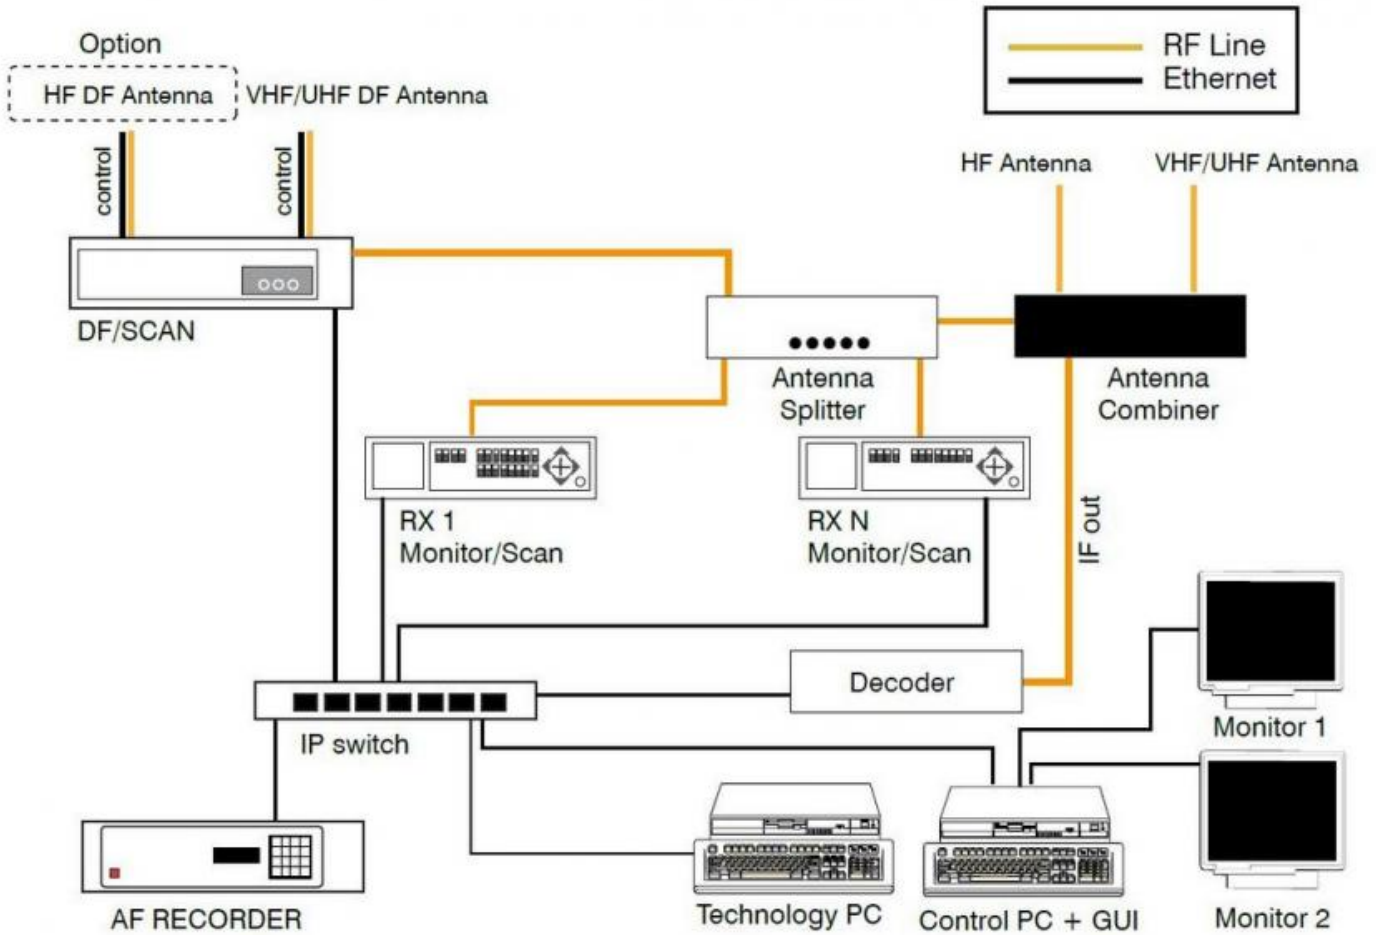 Option
HF DF Antenna
VHF/UHF DF Antenna
control
control
RF Line
Ethernet
HF Antenna
VHF/UHF Antenna
DF/SCAN
Antenna
Splitter
Antenna
Combiner
RX 1
Monitor/Scan
RX N
Monitor/Scan
IF out
Decoder
IP switch
Monitor 1
AF RECORDER
Technology PC
Control PC + GUI
Monitor 2